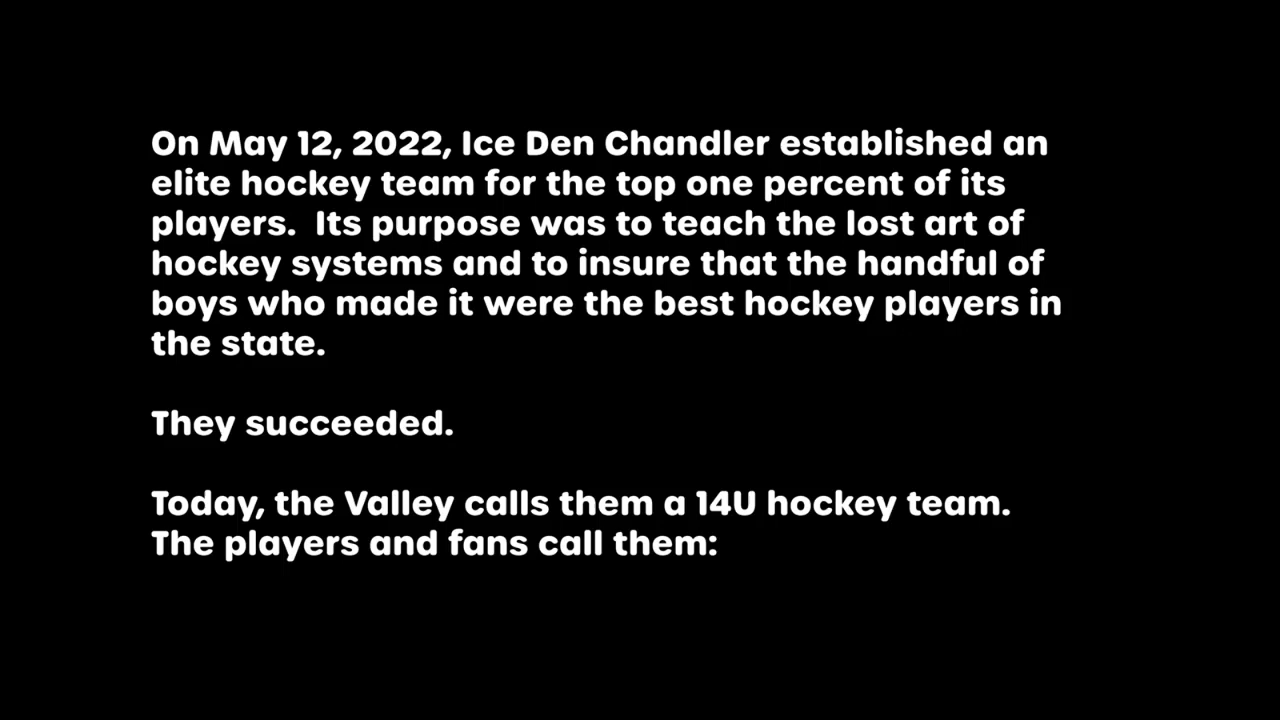 On May 12, 2022, Ice Den Chandler established an
elite hockey team for the top one percent of its
players.  Its purpose was to teach the lost art of
hockey systems and to insure that the handful of
boys who made it were the best hockey players in
the state.
They succeeded.
Today, the Valley calls them a 14U hockey team.
The players and fans call them: